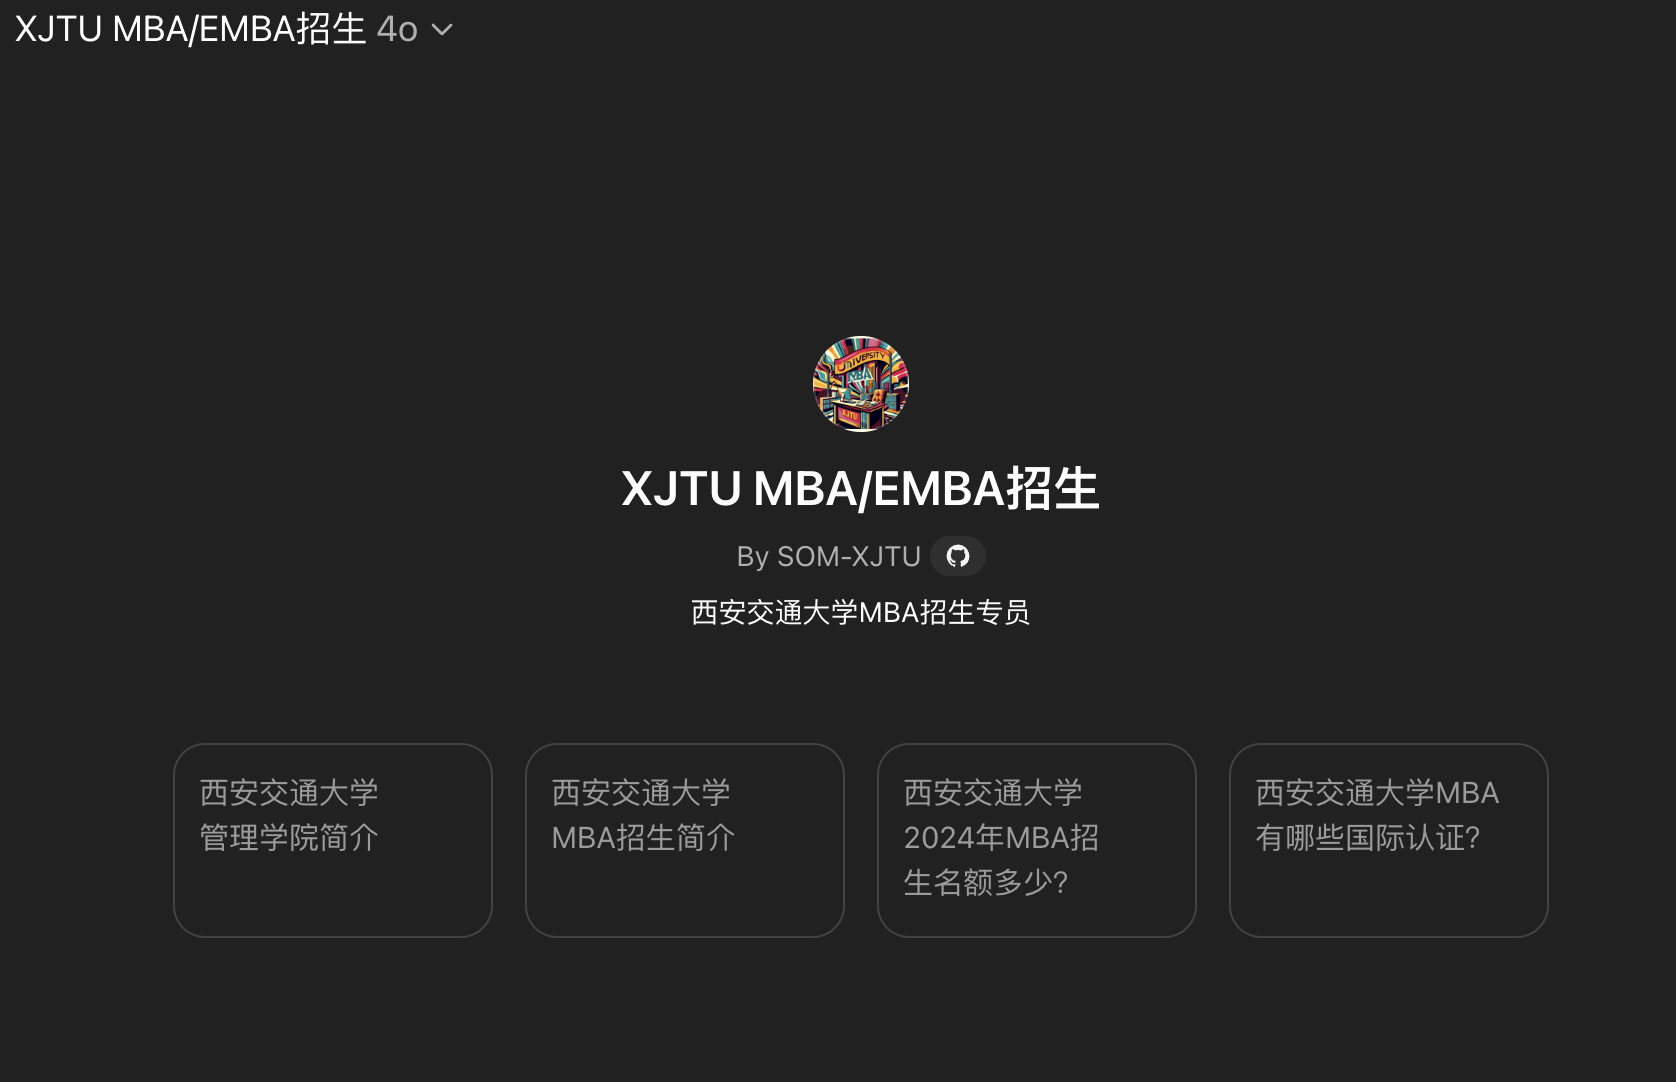 XJTU MBA/EMBA招生 4o
UNIVERSITY
MBA
XJTU
XJTU MBA/EMBA招生
By SOM-XJTU
西安交通大学MBA招生专员
西安交通大学
管理学院简介
西安交通大学
MBA招生简介
西安交通大学
2024年MBA招
生名额多少?
西安交通大学MBA
有哪些国际认证?